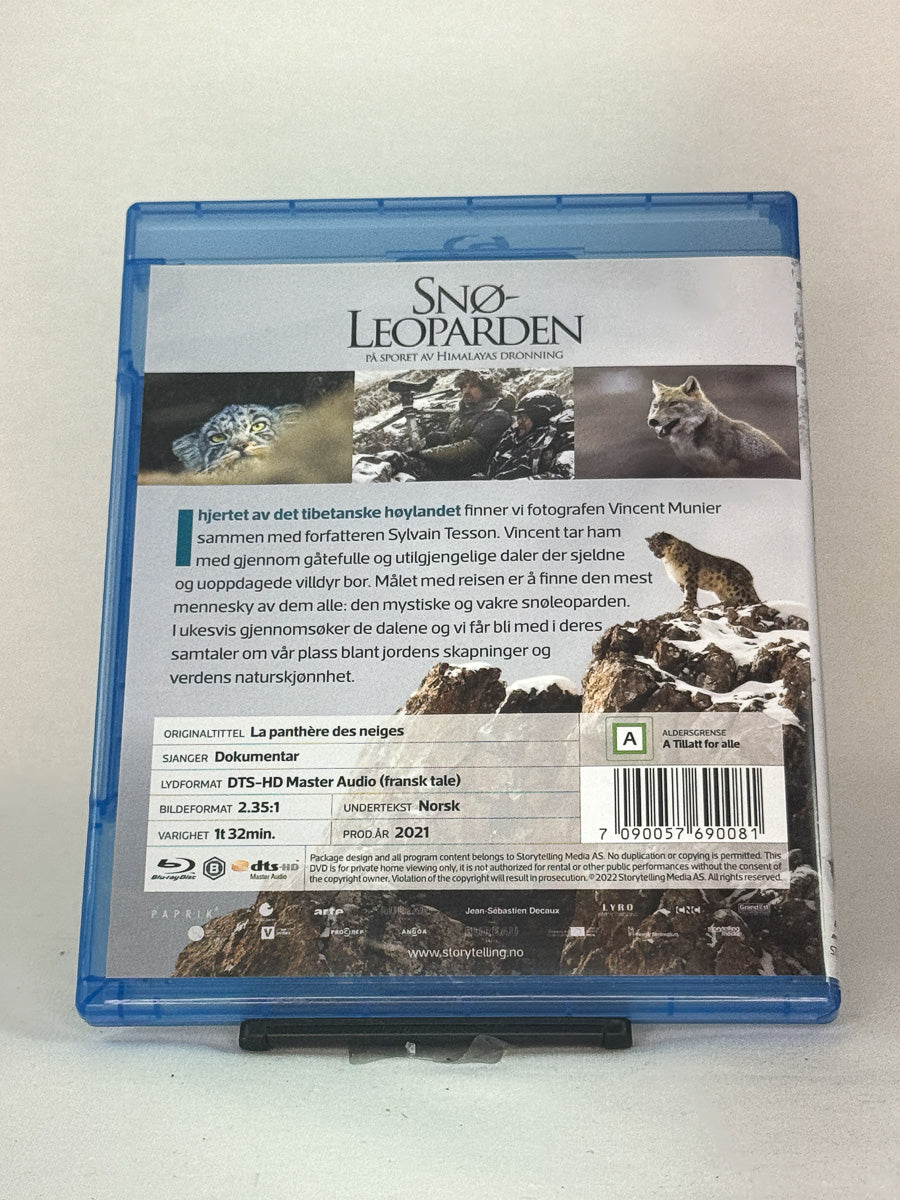 SNØ-
LEOPARDEN
PÅ SPORET AV HIMALAYAS DRONNING
I hjertet av det tibetanske høylandet finner vi fotografen Vincent Munier
sammen med forfatteren Sylvain Tesson. Vincent tar ham
med gjennom gåtefulle og utilgjengelige daler der sjeldne
og uoppdagede villdyr bor. Målet med reisen er å finne den mest
mennesky av dem alle: den mystiske og vakre snøleoparden.
I ukesvis gjennomsøker de dalene og vi får bli med i deres
samtaler om vår plass blant jordens skapninger og
verdens naturskjønnhet.
ORIGINALTITTEL La panthère des neiges
SJANGER Dokumentar
LYDFORMAT DTS-HD Master Audio (fransk tale)
BILDEFORMAT 2.35:1 UNDERTEKST Norsk
VARIGHET 1t 32min. PROD.ÅR 2021
A ALDERSGRENSE
A Tillatt for alle
7 090057 690081
Blu-ray Disc B dts-HD
Master Audio
Package design and all program content belongs to Storytelling Media AS. No duplication or copying is permitted. This
DVD is for private home viewing only, it is not authorized for rental or other public performances without the consent of
the copyright owner. Violation of the copyright will result in prosecution. ©2022 Storytelling Media AS. All rights reserved.
PAPRIKA arte Jean-Sébastien Decaux LYRO CNC GrandEst
PROCIREP ANGOA storytelling media
www.storytelling.no